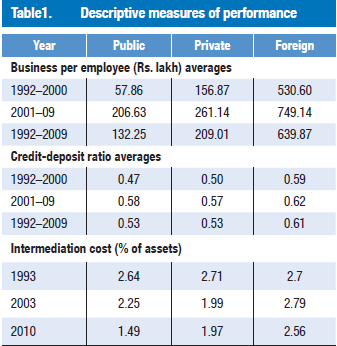 Table1. Descriptive measures of performance
Year Public Private Foreign
Business per employee (Rs. lakh) averages
1992–2000 57.86 156.87 530.60
2001–09 206.63 261.14 749.14
1992–2009 132.25 209.01 639.87
Credit-deposit ratio averages
1992–2000 0.47 0.50 0.59
2001–09 0.58 0.57 0.62
1992–2009 0.53 0.53 0.61
Intermediation cost (% of assets)
1993 2.64 2.71 2.7
2003 2.25 1.99 2.79
2010 1.49 1.97 2.56